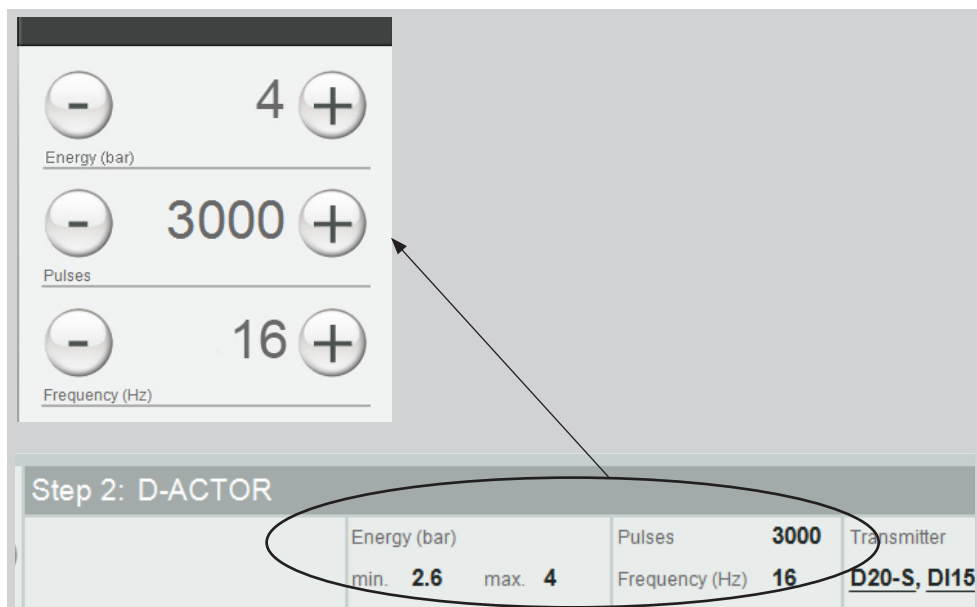 - 4 +
Energy (bar)
- 3000 +
Pulses
- 16 +
Frequency (Hz)
Step 2: D-ACTOR
Energy (bar) Pulses 3000 Transmitter
min. 2.6 max. 4 Frequency (Hz) 16 D20-S, DI15